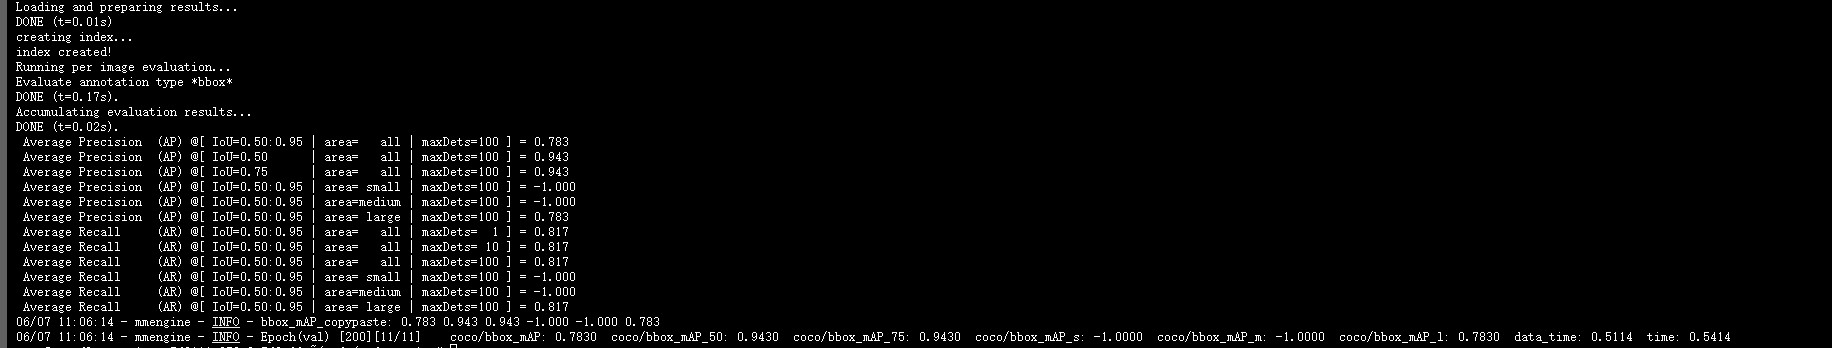 Loading and preparing results...
DONE (t=0.01s)
creating index...
index created!
Running per image evaluation...
Evaluate annotation type *bbox*
DONE (t=0.17s).
Accumulating evaluation results...
DONE (t=0.02s).
Average Precision  (AP) @[ IoU=0.50:0.95 | area=   all | maxDets=100 ] = 0.783
Average Precision  (AP) @[ IoU=0.50      | area=   all | maxDets=100 ] = 0.943
Average Precision  (AP) @[ IoU=0.75      | area=   all | maxDets=100 ] = 0.943
Average Precision  (AP) @[ IoU=0.50:0.95 | area= small | maxDets=100 ] = -1.000
Average Precision  (AP) @[ IoU=0.50:0.95 | area=medium | maxDets=100 ] = -1.000
Average Precision  (AP) @[ IoU=0.50:0.95 | area= large | maxDets=100 ] = 0.783
Average Recall     (AR) @[ IoU=0.50:0.95 | area=   all | maxDets=  1 ] = 0.817
Average Recall     (AR) @[ IoU=0.50:0.95 | area=   all | maxDets= 10 ] = 0.817
Average Recall     (AR) @[ IoU=0.50:0.95 | area=   all | maxDets=100 ] = 0.817
Average Recall     (AR) @[ IoU=0.50:0.95 | area= small | maxDets=100 ] = -1.000
Average Recall     (AR) @[ IoU=0.50:0.95 | area=medium | maxDets=100 ] = -1.000
Average Recall     (AR) @[ IoU=0.50:0.95 | area= large | maxDets=100 ] = 0.817
06/07 11:06:14 - mmengine - INFO - bbox_mAP_copypaste: 0.783 0.943 0.943 -1.000 -1.000 0.783
06/07 11:06:14 - mmengine - INFO - Epoch(val) [200][11/11]    coco/bbox_mAP: 0.7830  coco/bbox_mAP_50: 0.9430  coco/bbox_mAP_75: 0.9430  coco/bbox_mAP_s: -1.0000  coco/bbox_mAP_m: -1.0000  coco/bbox_mAP_l: 0.7830  data_time: 0.5114  time: 0.5414